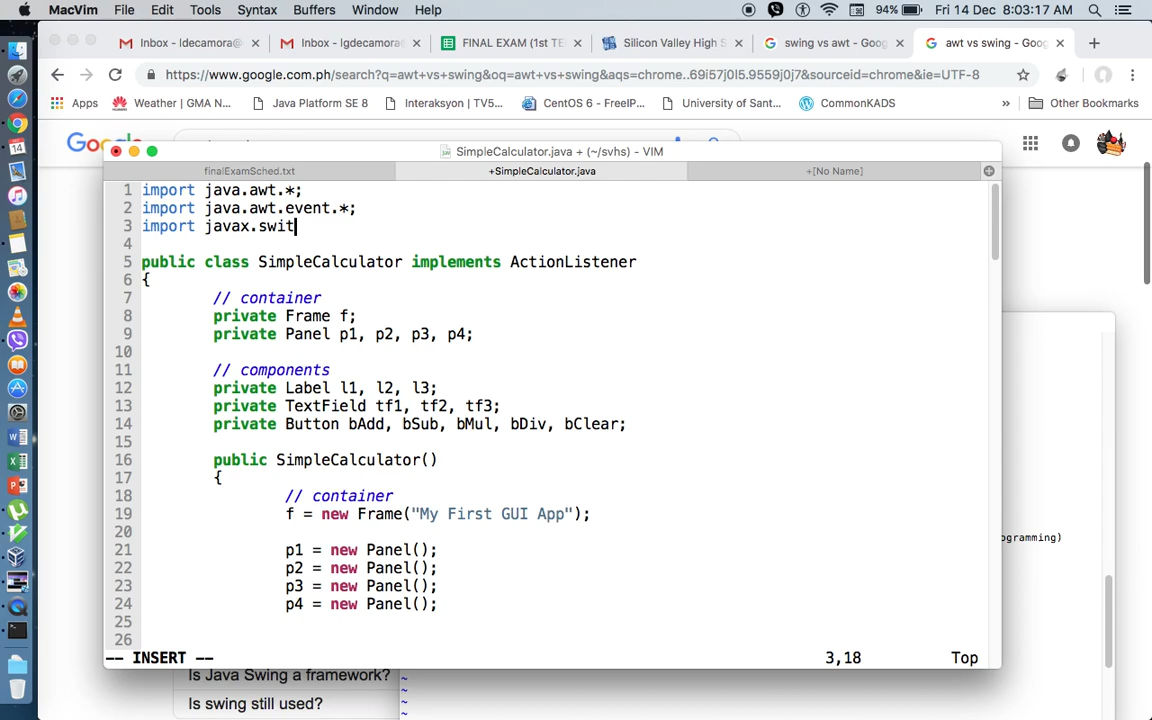 MacVim File Edit Tools Syntax Buffers Window Help
94% Fri 14 Dec 8:03:17 AM
Inbox - ldecamora@
Inbox - lgdecamora
FINAL EXAM (1st TE
Silicon Valley High S
swing vs awt - Goog
awt vs swing - Goog
https://www.google.com.ph/search?q=awt+vs+swing&oq=awt+vs+swing&aqs=chrome..69i57j0l5.9559j0j7&sourceid=chrome&ie=UTF-8
Apps
Weather | GMA N...
Java Platform SE 8
Interaksyon | TV5...
CentOS 6 - FreeIP...
University of Sant...
CommonKADS
»
Other Bookmarks
SimpleCalculator.java + (~/svhs) - VIM
finalExamSched.txt
+SimpleCalculator.java
+[No Name]
1 import java.awt.*;
2 import java.awt.event.*;
3 import javax.swit
4
5 public class SimpleCalculator implements ActionListener
6 {
7 // container
8 private Frame f;
9 private Panel p1, p2, p3, p4;
10
11 // components
12 private Label l1, l2, l3;
13 private TextField tf1, tf2, tf3;
14 private Button bAdd, bSub, bMul, bDiv, bClear;
15
16 public SimpleCalculator()
17 {
18 // container
19 f = new Frame("My First GUI App");
20
21 p1 = new Panel();
22 p2 = new Panel();
23 p3 = new Panel();
24 p4 = new Panel();
25
26
-- INSERT -- 3,18 Top
ogramming)
Is Java Swing a framework?
Is swing still used?
~
~
~